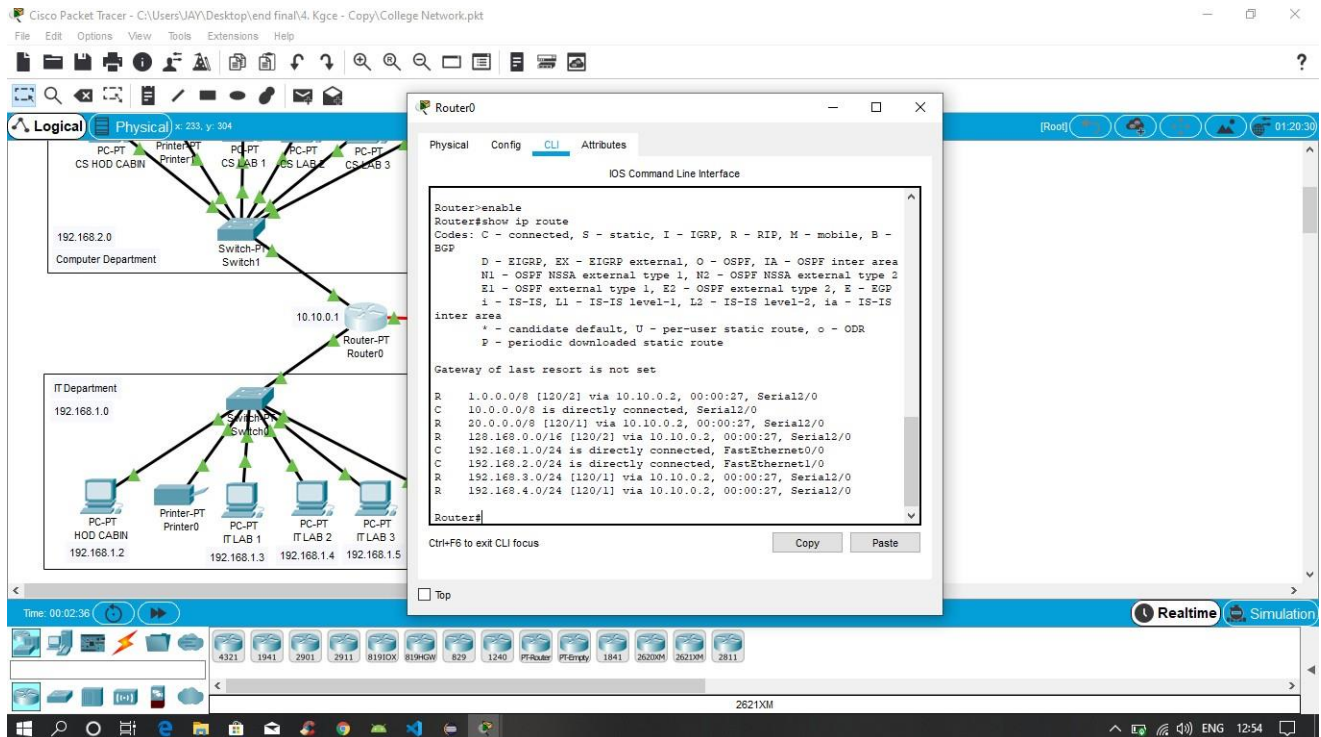 Cisco Packet Tracer - C:\Users\JAY\Desktop\end final\4. Kgce - Copy\College Network.pkt
File Edit Options View Tools Extensions Help
?
Logical Physical x: 233, y: 304
[Root] 01:20:30
PC-PT
CS HOD CABIN
Printer-PT
Printer1
PC-PT
CS LAB 1
PC-PT
CS LAB 2
PC-PT
CS LAB 3
192.168.2.0
Computer Department
Switch-PT
Switch1
10.10.0.1
Router-PT
Router0
IT Department
192.168.1.0
Switch-PT
Switch0
PC-PT
HOD CABIN
192.168.1.2
Printer-PT
Printer0
PC-PT
IT LAB 1
192.168.1.3
PC-PT
IT LAB 2
192.168.1.4
PC-PT
IT LAB 3
192.168.1.5
Router0
Physical Config CLI Attributes
IOS Command Line Interface
Router>enable
Router#show ip route
Codes: C - connected, S - static, I - IGRP, R - RIP, M - mobile, B -
BGP
D - EIGRP, EX - EIGRP external, O - OSPF, IA - OSPF inter area
N1 - OSPF NSSA external type 1, N2 - OSPF NSSA external type 2
E1 - OSPF external type 1, E2 - OSPF external type 2, E - EGP
i - IS-IS, L1 - IS-IS level-1, L2 - IS-IS level-2, ia - IS-IS
inter area
* - candidate default, U - per-user static route, o - ODR
P - periodic downloaded static route
Gateway of last resort is not set
R 1.0.0.0/8 [120/2] via 10.10.0.2, 00:00:27, Serial2/0
C 10.0.0.0/8 is directly connected, Serial2/0
R 20.0.0.0/8 [120/1] via 10.10.0.2, 00:00:27, Serial2/0
R 128.168.0.0/16 [120/2] via 10.10.0.2, 00:00:27, Serial2/0
C 192.168.1.0/24 is directly connected, FastEthernet0/0
C 192.168.2.0/24 is directly connected, FastEthernet1/0
R 192.168.3.0/24 [120/1] via 10.10.0.2, 00:00:27, Serial2/0
R 192.168.4.0/24 [120/1] via 10.10.0.2, 00:00:27, Serial2/0
Router#
Ctrl+F6 to exit CLI focus
Copy Paste
Top
Time: 00:02:36
Realtime Simulation
4321 1941 2901 2911 819IOX 819HGW 829 1240 PT-Router PT-Empty 1841 2620XM 2621XM 2811
2621XM
ENG 12:54